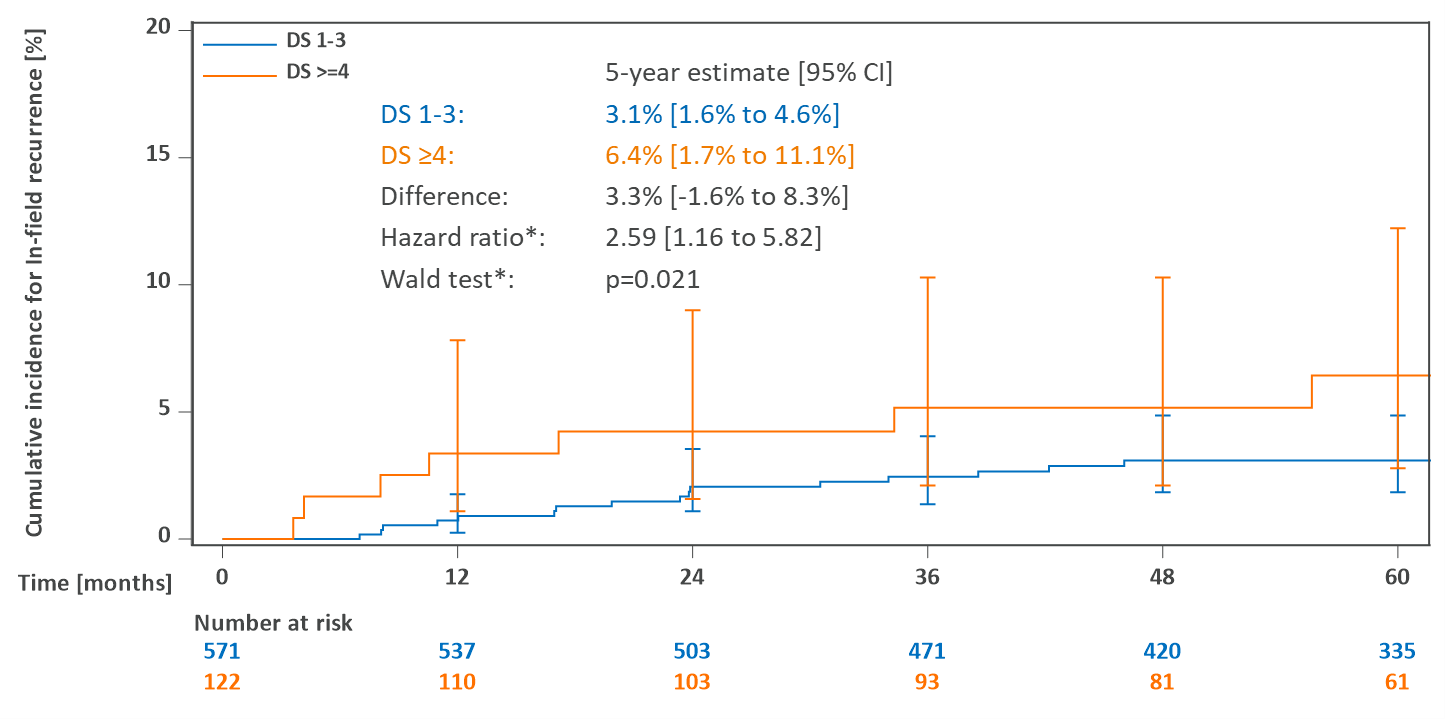 Cumulative incidence for In-field recurrence [%]
20
15
10
5
0
DS 1-3
DS >=4
5-year estimate [95% CI]
DS 1-3: 3.1% [1.6% to 4.6%]
DS ≥4: 6.4% [1.7% to 11.1%]
Difference: 3.3% [-1.6% to 8.3%]
Hazard ratio*: 2.59 [1.16 to 5.82]
Wald test*: p=0.021
Time [months] 0 12 24 36 48 60
Number at risk
571 537 503 471 420 335
122 110 103 93 81 61